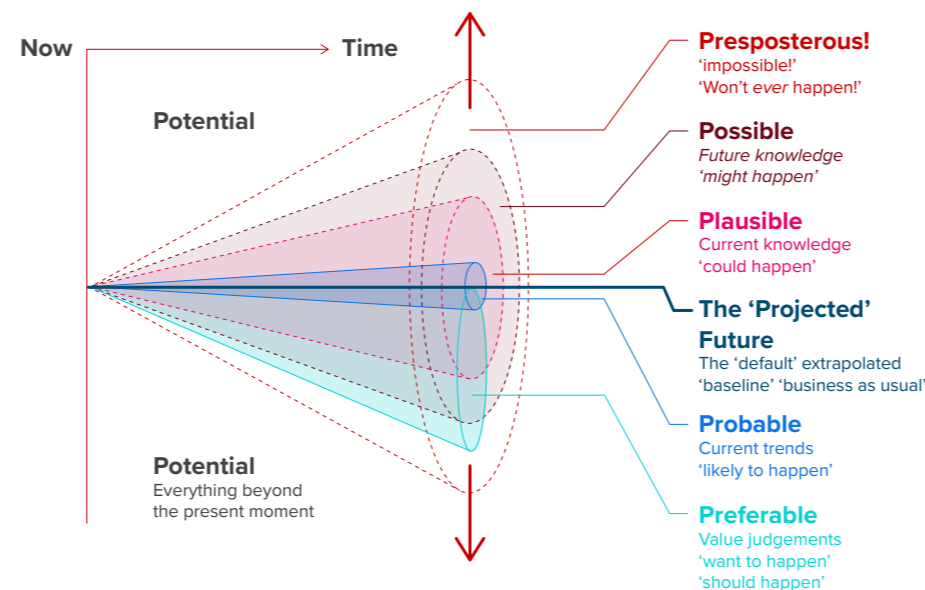 Now
Time
Potential
Presposterous!
‘impossible!’
‘Won’t ever happen!’
Possible
Future knowledge
‘might happen’
Plausible
Current knowledge
‘could happen’
The ‘Projected’
Future
The ‘default’ extrapolated
‘baseline’ ‘business as usual’
Probable
Current trends
‘likely to happen’
Potential
Everything beyond
the present moment
Preferable
Value judgements
‘want to happen’
‘should happen’